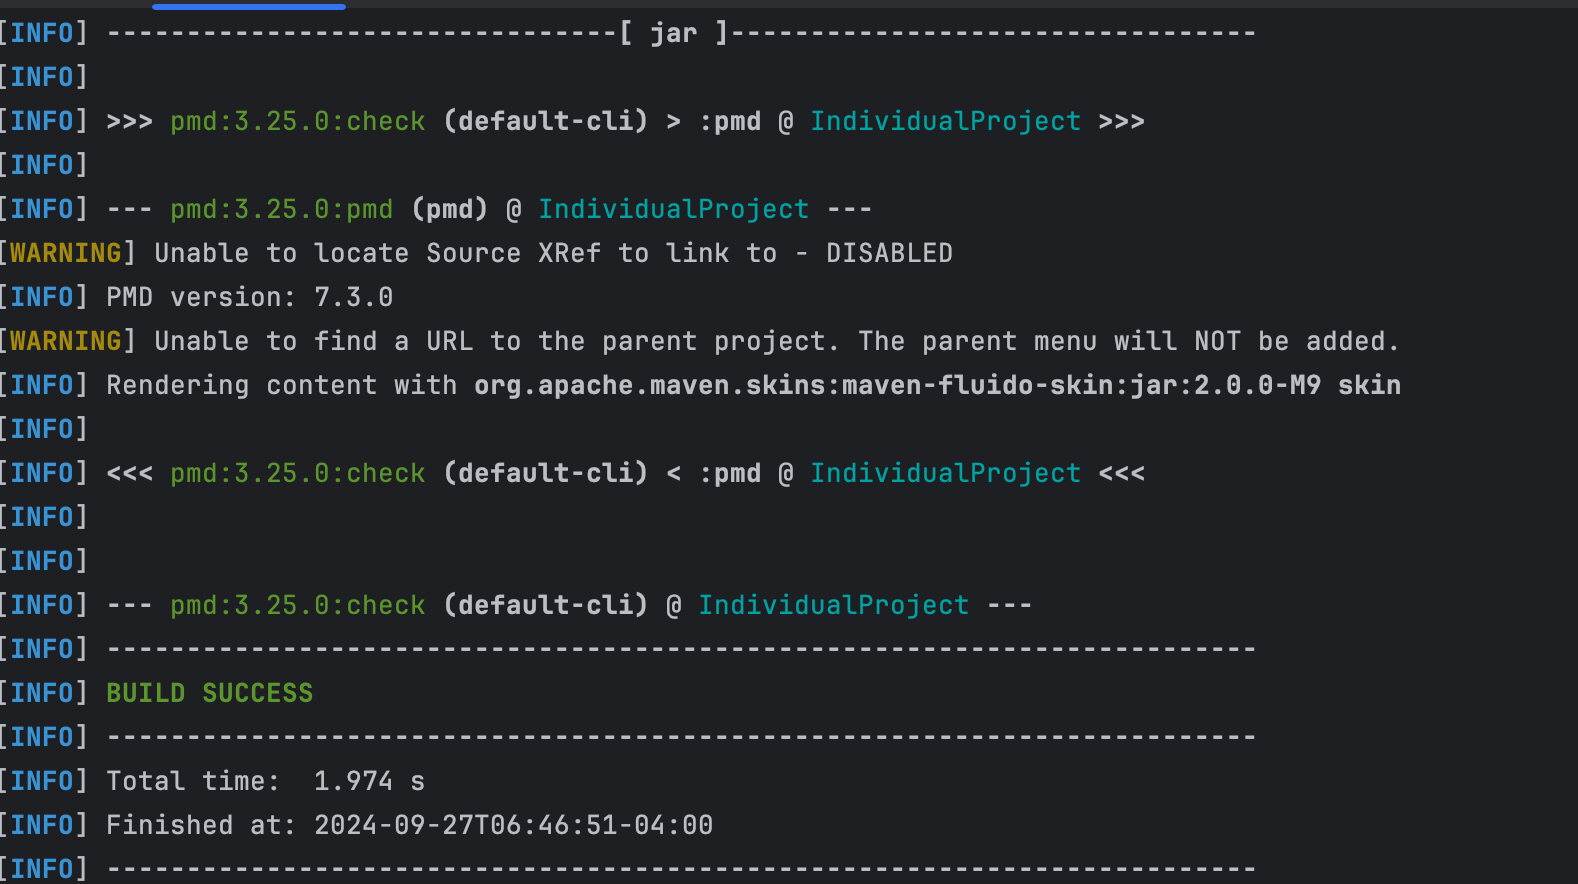 [INFO] --------------------------------[ jar ]---------------------------------
[INFO]
[INFO] >>> pmd:3.25.0:check (default-cli) > :pmd @ IndividualProject >>>
[INFO]
[INFO] --- pmd:3.25.0:pmd (pmd) @ IndividualProject ---
[WARNING] Unable to locate Source XRef to link to - DISABLED
[INFO] PMD version: 7.3.0
[WARNING] Unable to find a URL to the parent project. The parent menu will NOT be added.
[INFO] Rendering content with org.apache.maven.skins:maven-fluido-skin:jar:2.0.0-M9 skin
[INFO]
[INFO] <<< pmd:3.25.0:check (default-cli) < :pmd @ IndividualProject <<<
[INFO]
[INFO]
[INFO] --- pmd:3.25.0:check (default-cli) @ IndividualProject ---
[INFO] ------------------------------------------------------------------------
[INFO] BUILD SUCCESS
[INFO] ------------------------------------------------------------------------
[INFO] Total time:  1.974 s
[INFO] Finished at: 2024-09-27T06:46:51-04:00
[INFO] ------------------------------------------------------------------------